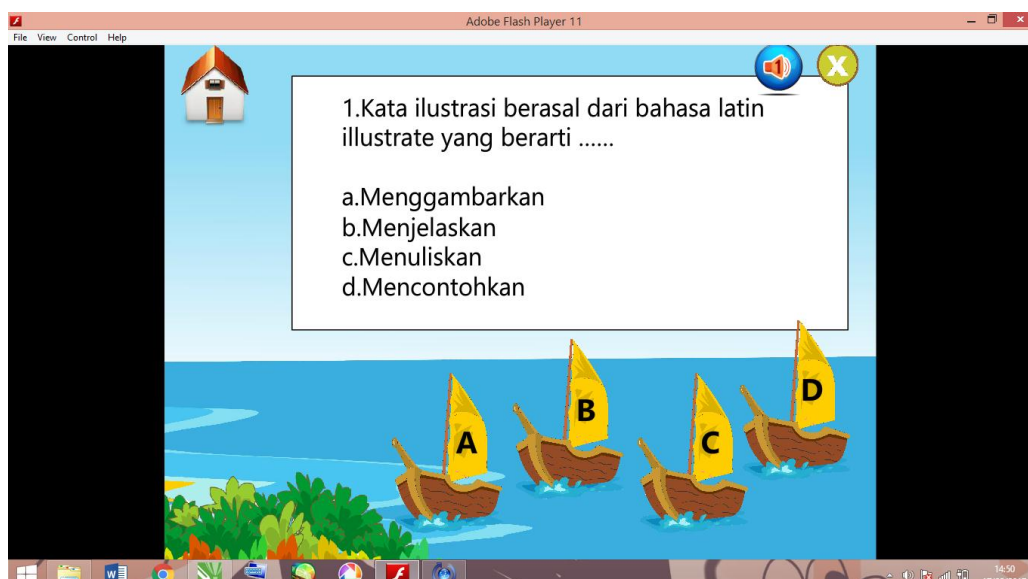 Adobe Flash Player 11
File View Control Help
1
X
1.Kata ilustrasi berasal dari bahasa latin
illustrate yang berarti ......
a.Menggambarkan
b.Menjelaskan
c.Menuliskan
d.Mencontohkan
A
B
C
D
14:50